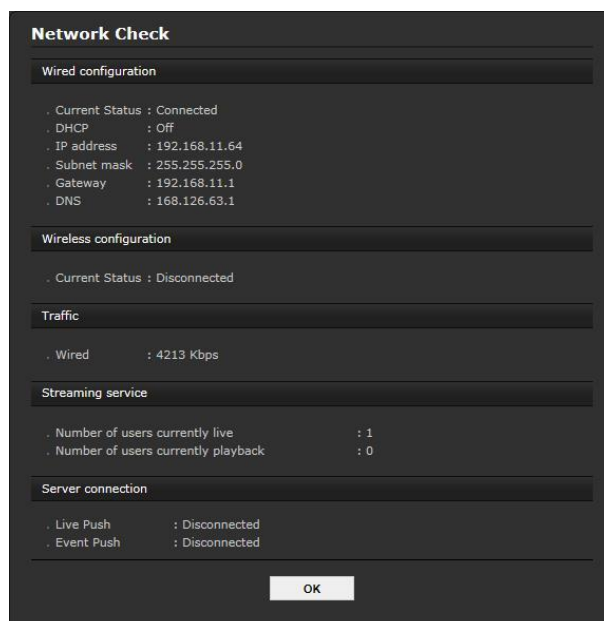 Network Check
Wired configuration
. Current Status : Connected
. DHCP : Off
. IP address : 192.168.11.64
. Subnet mask : 255.255.255.0
. Gateway : 192.168.11.1
. DNS : 168.126.63.1
Wireless configuration
. Current Status : Disconnected
Traffic
. Wired : 4213 Kbps
Streaming service
. Number of users currently live : 1
. Number of users currently playback : 0
Server connection
. Live Push : Disconnected
. Event Push : Disconnected
OK